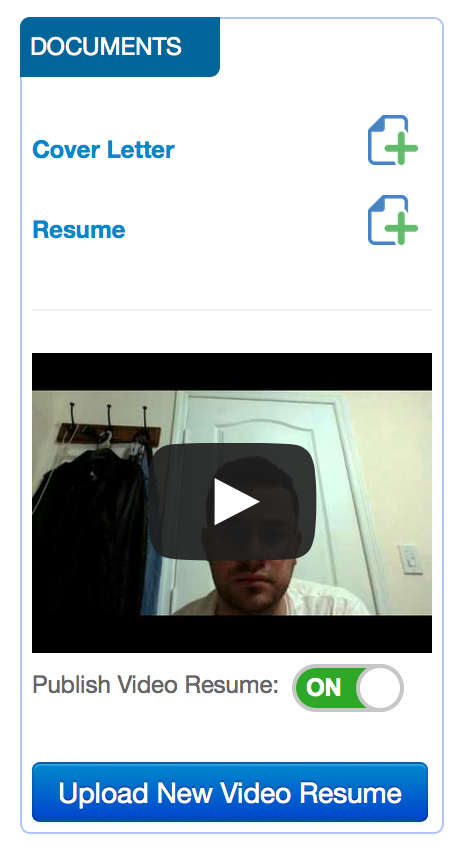 DOCUMENTS
Cover Letter
Resume
Publish Video Resume: ON
Upload New Video Resume